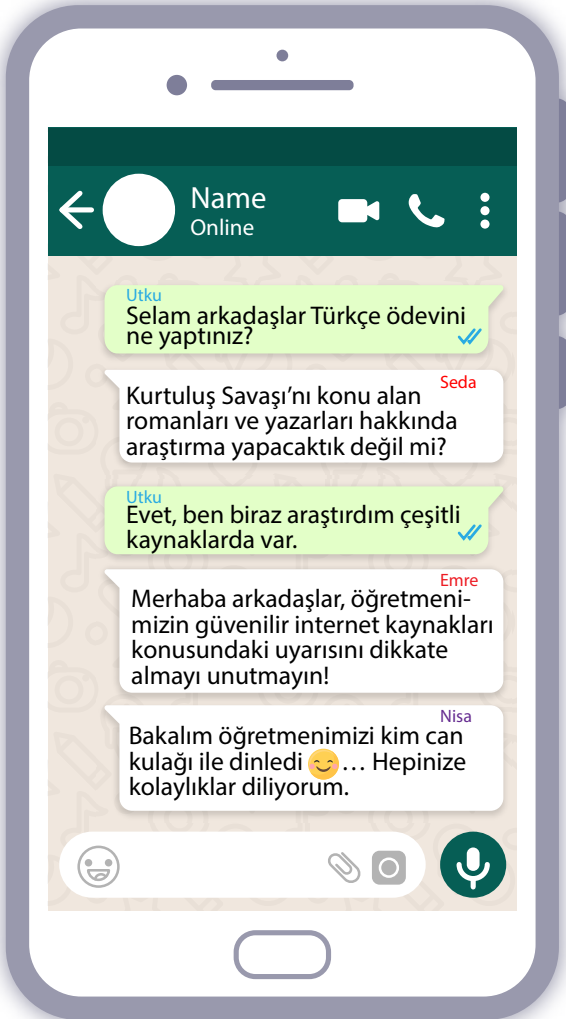 Name
Online
Utku
Selam arkadaşlar Türkçe ödevini
ne yaptınız?
Seda
Kurtuluş Savaşı’nı konu alan
romanları ve yazarları hakkında
araştırma yapacaktık değil mi?
Utku
Evet, ben biraz araştırdım çeşitli
kaynaklarda var.
Emre
Merhaba arkadaşlar, öğretmeni-
mizin güvenilir internet kaynakları
konusundaki uyarısını dikkate
almayı unutmayın!
Nisa
Bakalım öğretmenimizi kim can
kulağı ile dinledi 😊... Hepinize
kolaylıklar diliyorum.